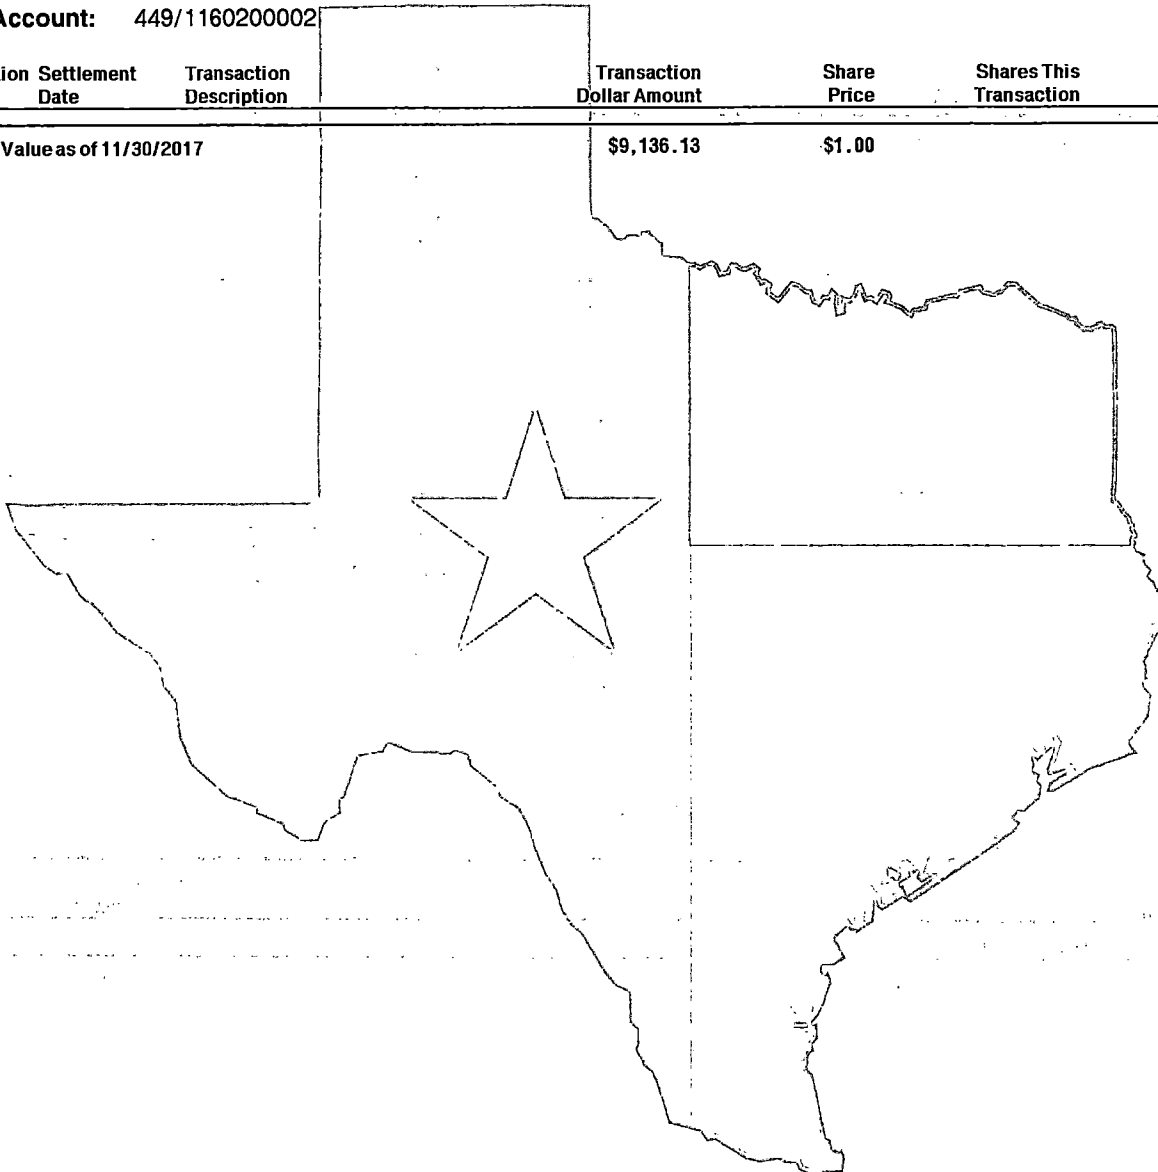 Account: 449/1160200002
ion Settlement Transaction Transaction Share Shares This
Date Description Dollar Amount Price Transaction
Value as of 11/30/2017 $9,136.13 $1.00